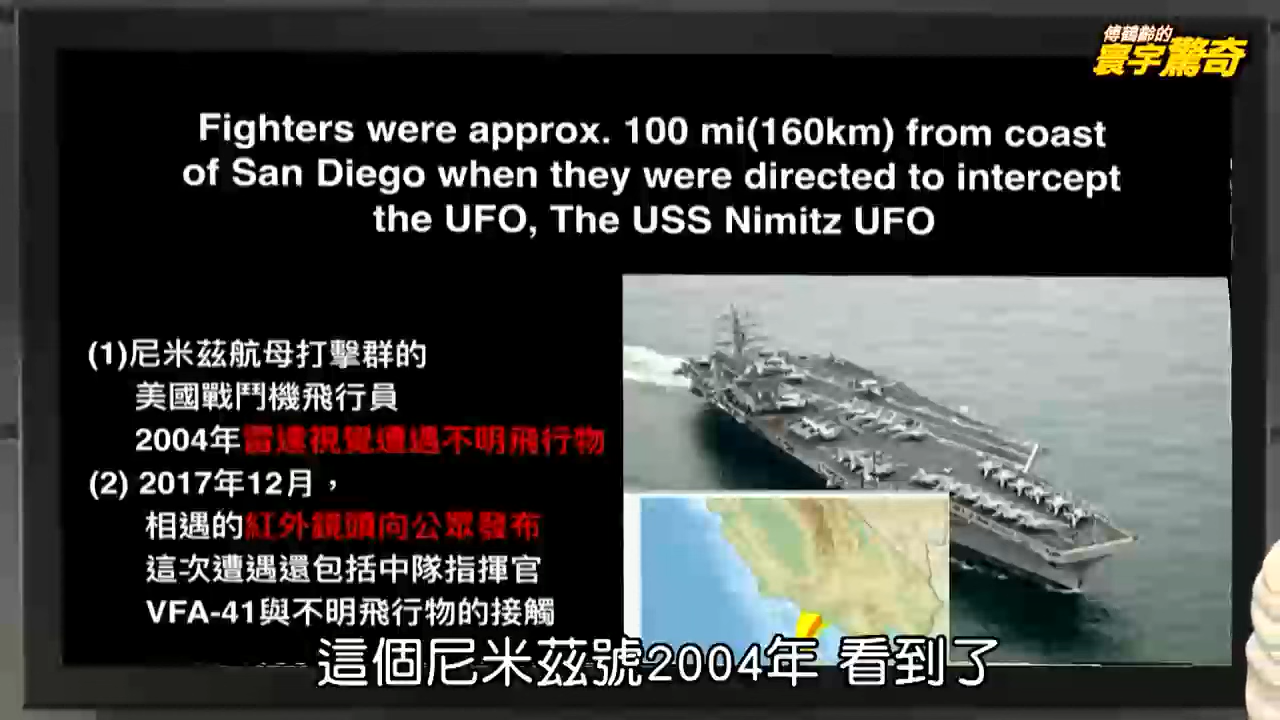 傅鶴齡的
寰宇驚奇
Fighters were approx. 100 mi(160km) from coast
of San Diego when they were directed to intercept
the UFO, The USS Nimitz UFO
(1)尼米茲航母打擊群的
美國戰鬥機飛行員
2004年雷達視覺遭遇不明飛行物
(2) 2017年12月，
相遇的紅外鏡頭向公眾發布
這次遭遇還包括中隊指揮官
VFA-41與不明飛行物的接觸
這個尼米茲號2004年 看到了